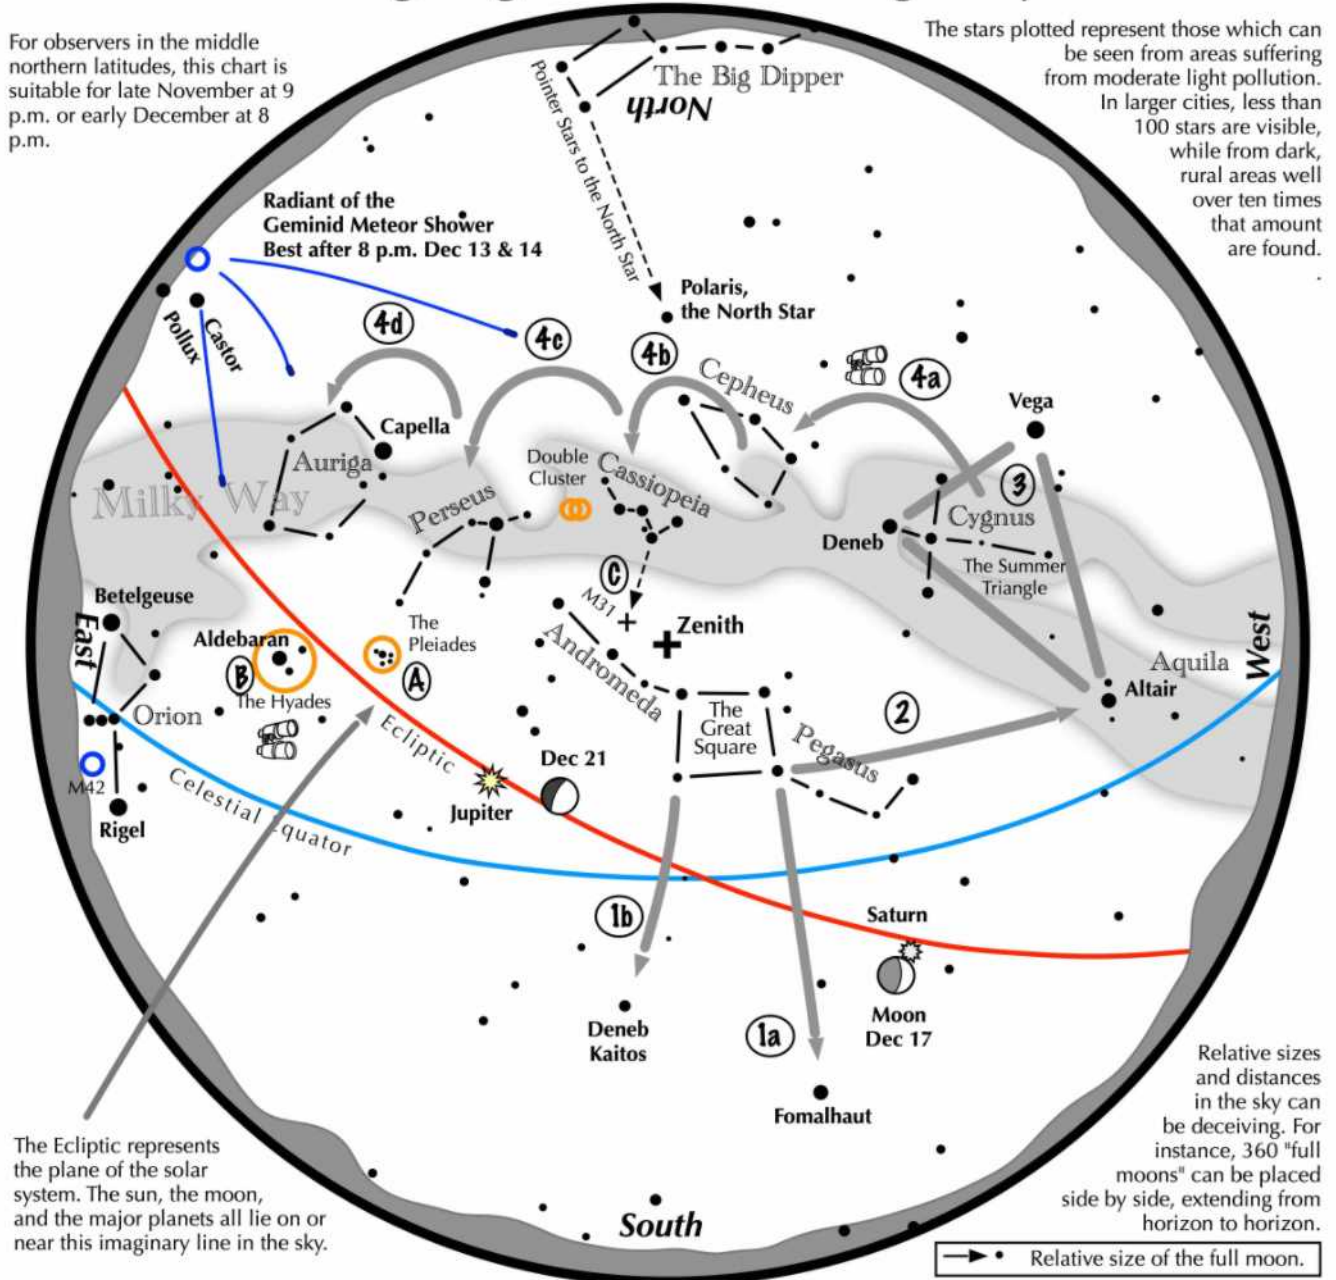 For observers in the middle
northern latitudes, this chart is
suitable for late November at 9
p.m. or early December at 8
p.m.
The stars plotted represent those which can
be seen from areas suffering
from moderate light pollution.
In larger cities, less than
100 stars are visible,
while from dark,
rural areas well
over ten times
that amount
are found.
The Big Dipper
North
Pointer Stars to the North Star
Radiant of the
Geminid Meteor Shower
Best after 8 p.m. Dec 13 & 14
Polaris,
the North Star
Pollux
Castor
4d
4c
4b
4a
Cepheus
Vega
Capella
Auriga
Milky Way
Perseus
Double
Cluster
Cassiopeia
3
Cygnus
Deneb
The Summer
Triangle
C
M31
Zenith
Betelgeuse
East
Aldebaran
B
The Hyades
The
Pleiades
A
Andromeda
West
Aquila
Altair
Orion
The
Great
Square
Pegasus
2
Ecliptic
Dec 21
Jupiter
M42
Rigel
Celestial Equator
1b
Saturn
Moon
Dec 17
Deneb
Kaitos
1a
Fomalhaut
The Ecliptic represents
the plane of the solar
system. The sun, the moon,
and the major planets all lie on or
near this imaginary line in the sky.
South
Relative sizes
and distances
in the sky can
be deceiving. For
instance, 360 "full
moons" can be placed
side by side, extending from
horizon to horizon.
Relative size of the full moon.